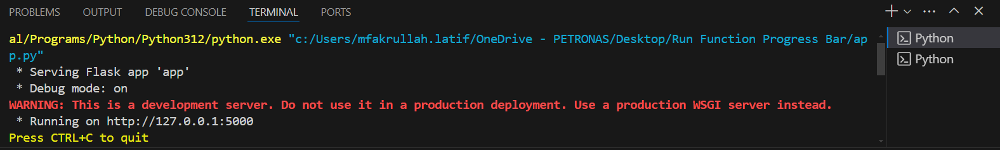 PROBLEMS OUTPUT DEBUG CONSOLE TERMINAL PORTS
al/Programs/Python/Python312/python.exe "c:/Users/mfakrullah.latif/OneDrive - PETRONAS/Desktop/Run Function Progress Bar/ap
p.py"
 * Serving Flask app 'app'
 * Debug mode: on
WARNING: This is a development server. Do not use it in a production deployment. Use a production WSGI server instead.
 * Running on http://127.0.0.1:5000
Press CTRL+C to quit
Python
Python